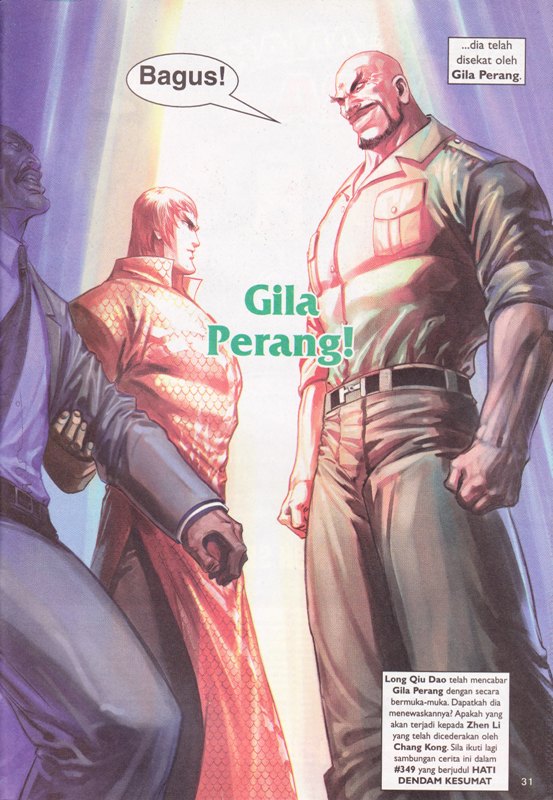 ...dia telah
disekat oleh
Gila Perang.
Bagus!
Gila
Perang!
Long Qiu Dao telah mencabar
Gila Perang dengan secara
bermuka-muka. Dapatkah dia
menewaskannya? Apakah yang
akan terjadi kepada Zhen Li
yang telah dicederakan oleh
Chang Kong. Sila ikuti lagi
sambungan cerita ini dalam
#349 yang berjudul HATI
DENDAM KESUMAT
31